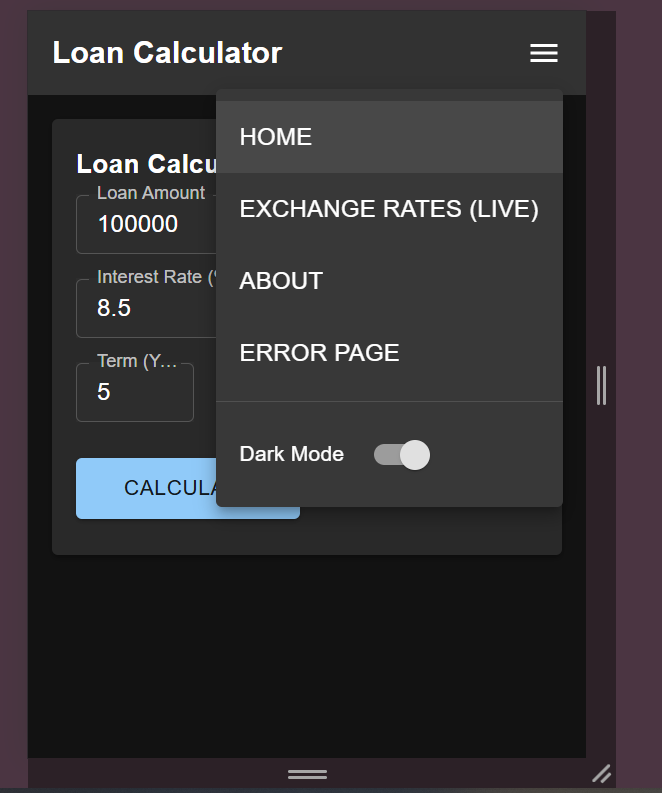 Loan Calculator
HOME
EXCHANGE RATES (LIVE)
ABOUT
ERROR PAGE
Dark Mode
Loan Calcu
Loan Amount
100000
Interest Rate (
8.5
Term (Y...
5
CALCULA